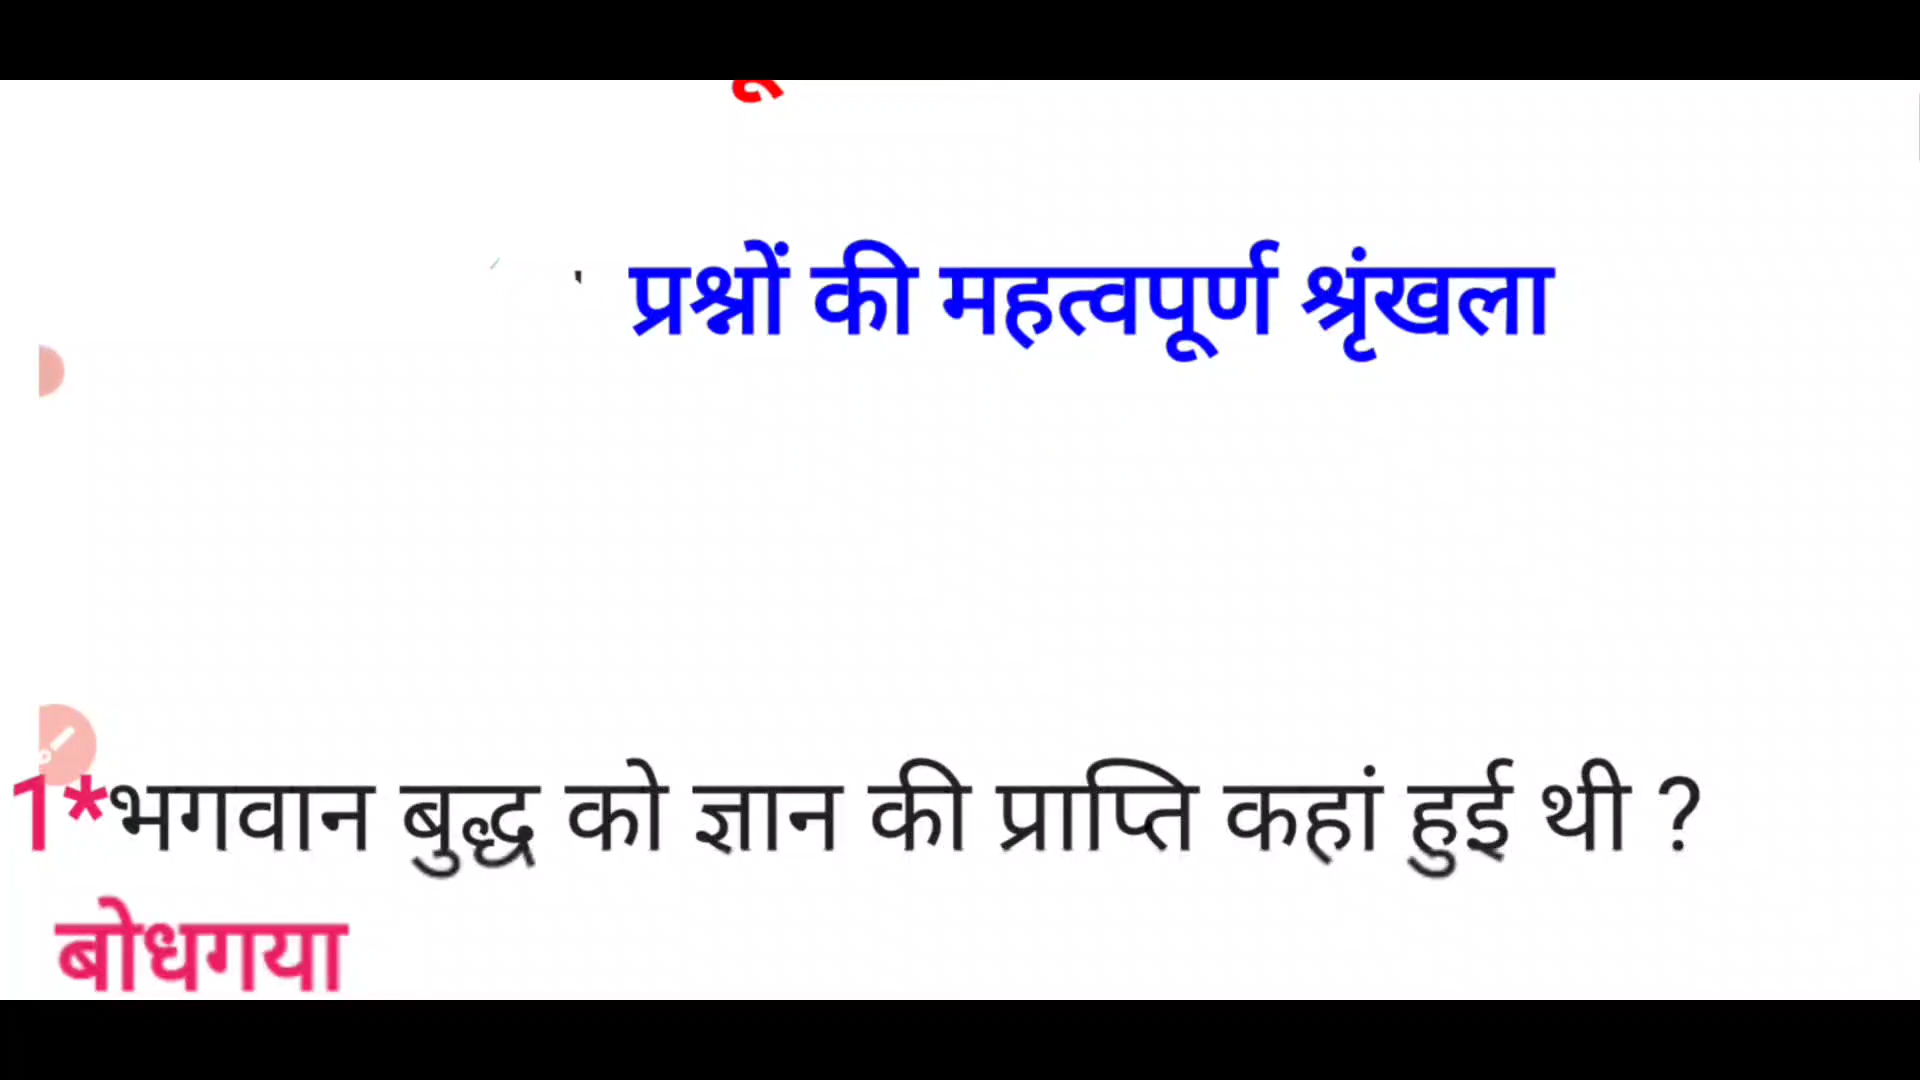 प्रश्नों की महत्वपूर्ण श्रृंखला
1*भगवान बुद्ध को ज्ञान की प्राप्ति कहां हुई थी ?
बोधगया